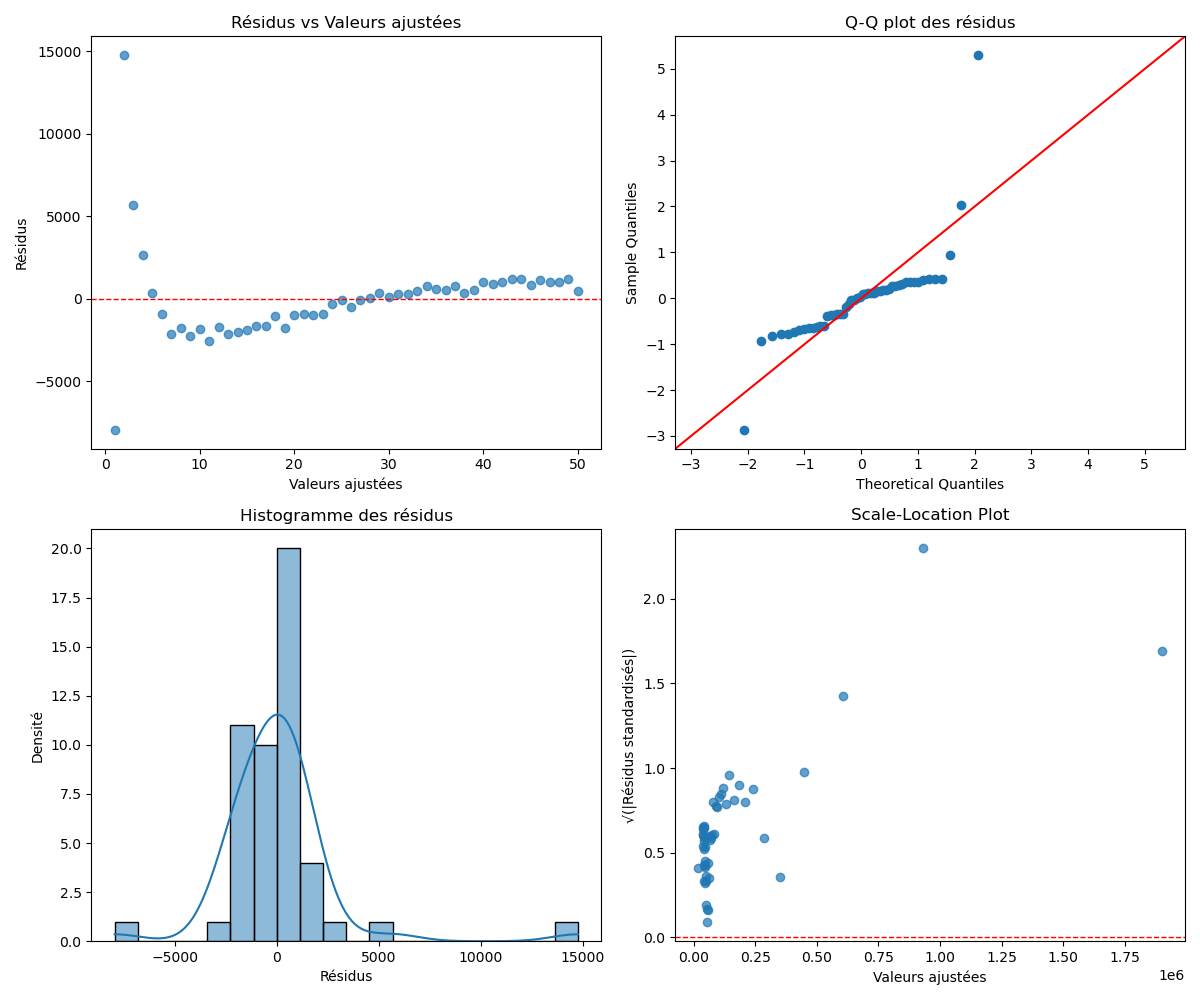 Résidus vs Valeurs ajustées
15000
10000
5000
0
−5000
Résidus
0 10 20 30 40 50
Valeurs ajustées
Q-Q plot des résidus
5
4
3
2
1
0
−1
−2
−3
Sample Quantiles
−3 −2 −1 0 1 2 3 4 5
Theoretical Quantiles
Histogramme des résidus
20.0
17.5
15.0
12.5
10.0
7.5
5.0
2.5
0.0
Densité
−5000 0 5000 10000 15000
Résidus
Scale-Location Plot
2.0
1.5
1.0
0.5
0.0
√(|Résidus standardisés|)
0.00 0.25 0.50 0.75 1.00 1.25 1.50 1.75
1e6
Valeurs ajustées